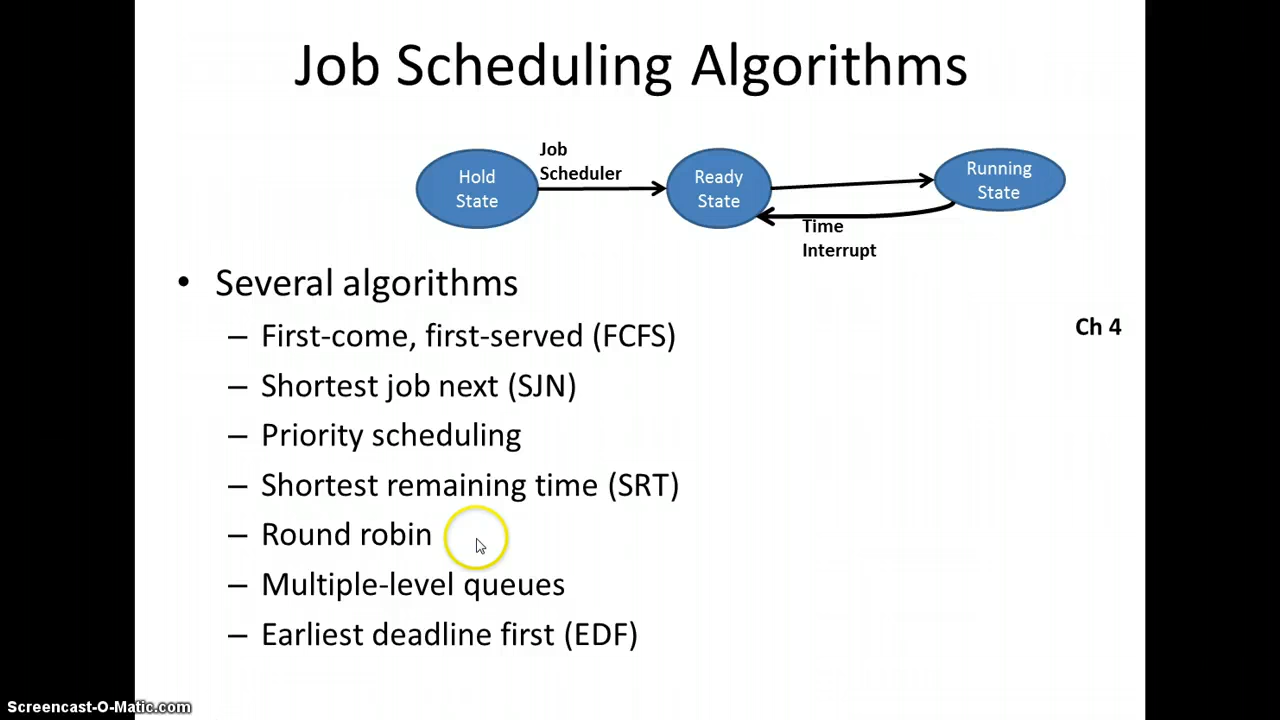 Job Scheduling Algorithms
Hold
State
Job
Scheduler
Ready
State
Running
State
Time
Interrupt
• Several algorithms
– First-come, first-served (FCFS)
– Shortest job next (SJN)
– Priority scheduling
– Shortest remaining time (SRT)
– Round robin
– Multiple-level queues
– Earliest deadline first (EDF)
Ch 4
Screencast-O-Matic.com